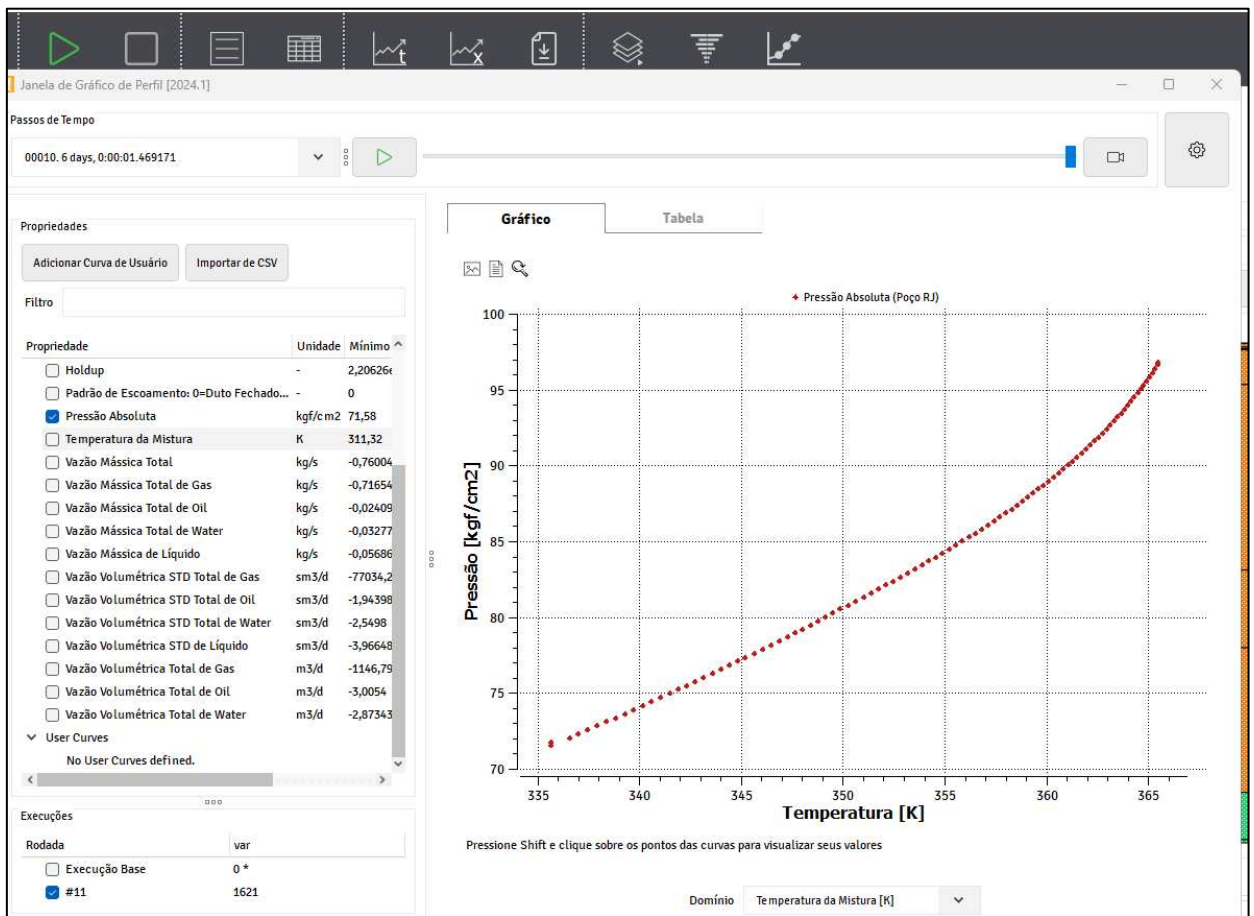 t
x
Janela de Gráfico de Perfil [2024.1]
Passos de Tempo
00010. 6 days, 0:00:01.469171
Propriedades
Adicionar Curva de Usuário
Importar de CSV
Filtro
Propriedade Unidade Mínimo
Holdup - 2,20626e
Padrão de Escoamento: 0=Duto Fechado... - 0
Pressão Absoluta kgf/cm2 71,58
Temperatura da Mistura K 311,32
Vazão Mássica Total kg/s -0,76004
Vazão Mássica Total de Gas kg/s -0,71654
Vazão Mássica Total de Oil kg/s -0,02409
Vazão Mássica Total de Water kg/s -0,03277
Vazão Mássica de Líquido kg/s -0,05686
Vazão Volumétrica STD Total de Gas sm3/d -77034,2
Vazão Volumétrica STD Total de Oil sm3/d -1,94398
Vazão Volumétrica STD Total de Water sm3/d -2,5498
Vazão Volumétrica STD de Líquido sm3/d -3,96648
Vazão Volumétrica Total de Gas m3/d -1146,79
Vazão Volumétrica Total de Oil m3/d -3,0054
Vazão Volumétrica Total de Water m3/d -2,87343
User Curves
No User Curves defined.
Execuções
Rodada var
Execução Base 0 *
#11 1621
Gráfico
Tabela
Pressão Absoluta (Poço RJ)
100
95
90
85
80
75
70
Pressão [kgf/cm2]
335 340 345 350 355 360 365
Temperatura [K]
Pressione Shift e clique sobre os pontos das curvas para visualizar seus valores
Domínio Temperatura da Mistura [K]